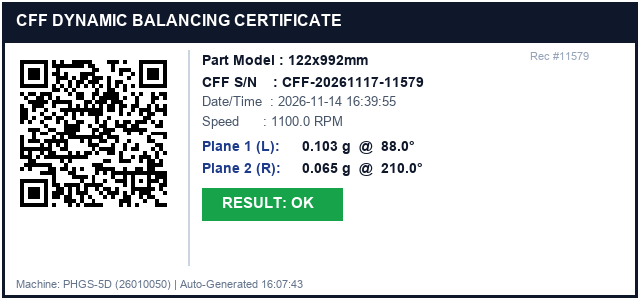 CFF DYNAMIC BALANCING CERTIFICATE
Rec #11579
Part Model : 122x992mm
CFF S/N : CFF-20261117-11579
Date/Time : 2026-11-14 16:39:55
Speed : 1100.0 RPM
Plane 1 (L): 0.103 g @ 88.0°
Plane 2 (R): 0.065 g @ 210.0°
RESULT: OK
Machine: PHGS-5D (26010050) | Auto-Generated 16:07:43